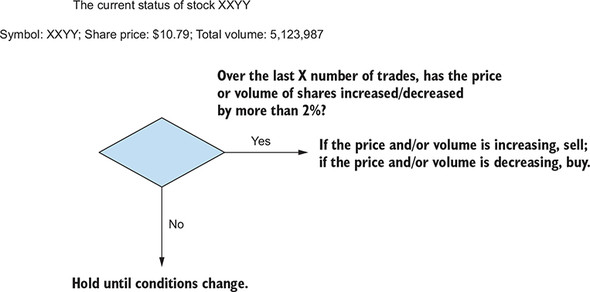 The current status of stock XXYY
Symbol: XXYY; Share price: $10.79; Total volume: 5,123,987
Over the last X number of trades, has the price
or volume of shares increased/decreased
by more than 2%?
Yes
If the price and/or volume is increasing, sell;
if the price and/or volume is decreasing, buy.
No
Hold until conditions change.